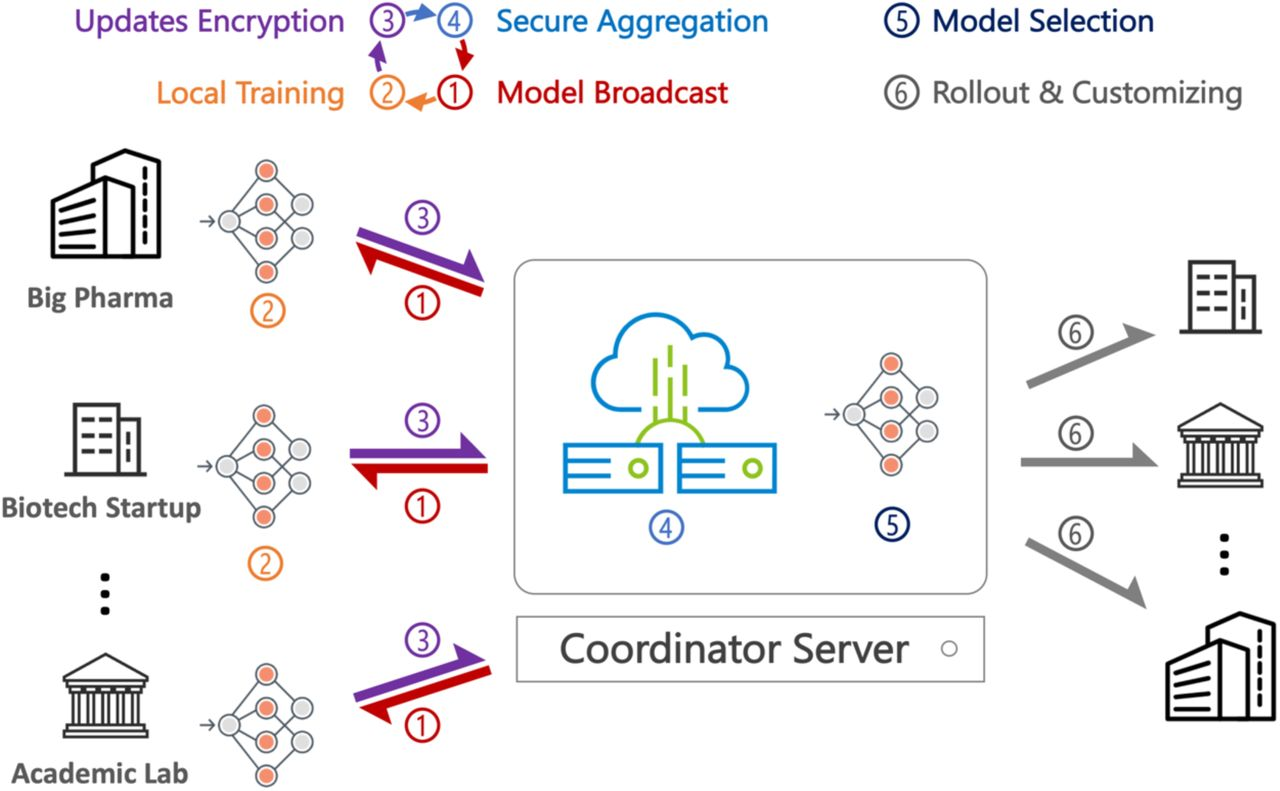 Updates Encryption ③ ④ Secure Aggregation ⑤ Model Selection
Local Training ② ① Model Broadcast ⑥ Rollout & Customizing
③
①
②
Big Pharma
③
①
②
Biotech Startup
③
①
Academic Lab
④
⑤
Coordinator Server
⑥
⑥
⑥